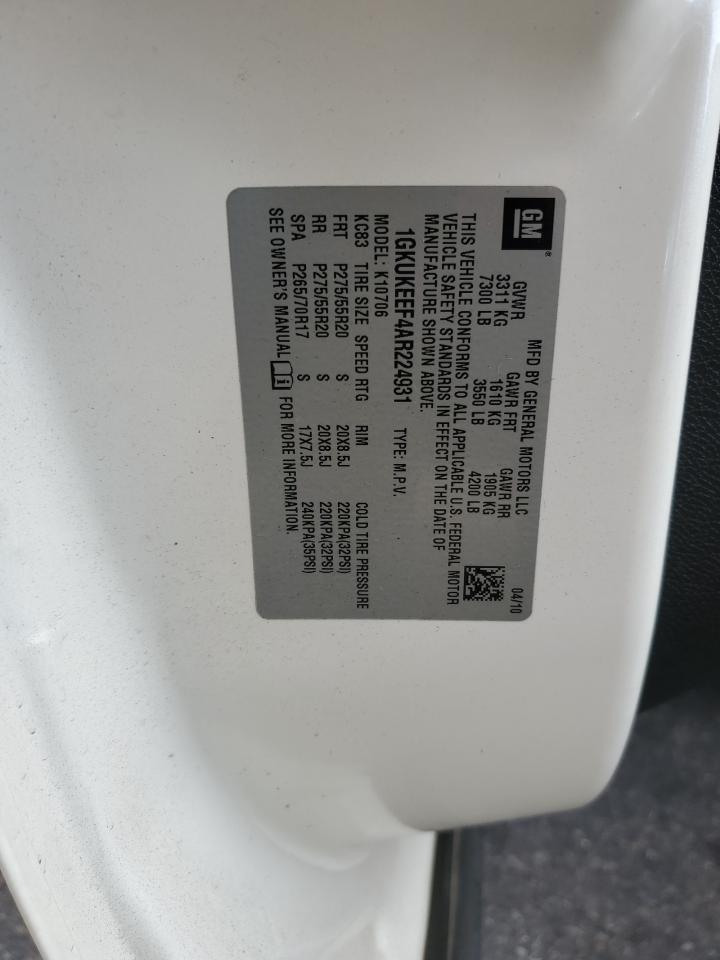 GM®
MFD BY GENERAL MOTORS LLC 04/10
GVWR GAWR FRT GAWR RR
3311 KG 1610 KG 1905 KG
7300 LB 3550 LB 4200 LB
THIS VEHICLE CONFORMS TO ALL APPLICABLE U.S. FEDERAL MOTOR
VEHICLE SAFETY STANDARDS IN EFFECT ON THE DATE OF
MANUFACTURE SHOWN ABOVE.
1GKUKEEF4AR224931 TYPE: M.P.V.
MODEL: K10706
KC83 TIRE SIZE SPEED RTG RIM COLD TIRE PRESSURE
FRT P275/55R20 S 20X8.5J 220KPA(32PSI)
RR P275/55R20 S 20X8.5J 220KPA(32PSI)
SPA P265/70R17 S 17X7.5J 240KPA(35PSI)
SEE OWNER'S MANUAL i FOR MORE INFORMATION.